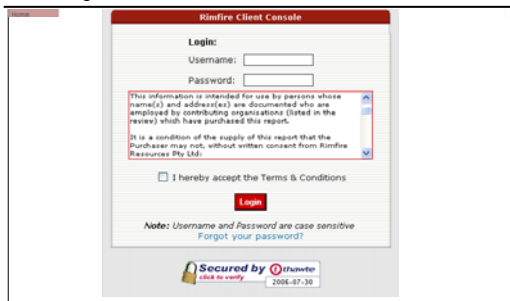 Home
Rimfire Client Console
Login:
Username:
Password:
This information is intended for use by persons whose
name(s) and address(es) are documented who are
employed by contributing organisations (listed in the
review) which have purchased this report.
It is a condition of the supply of this report that the
Purchaser may not, without written consent from Rimfire
Resources Pty Ltd:
I hereby accept the Terms & Conditions
Login
Note: Username and Password are case sensitive
Forgot your password?
Secured by thawte
click to verify
2006-07-30